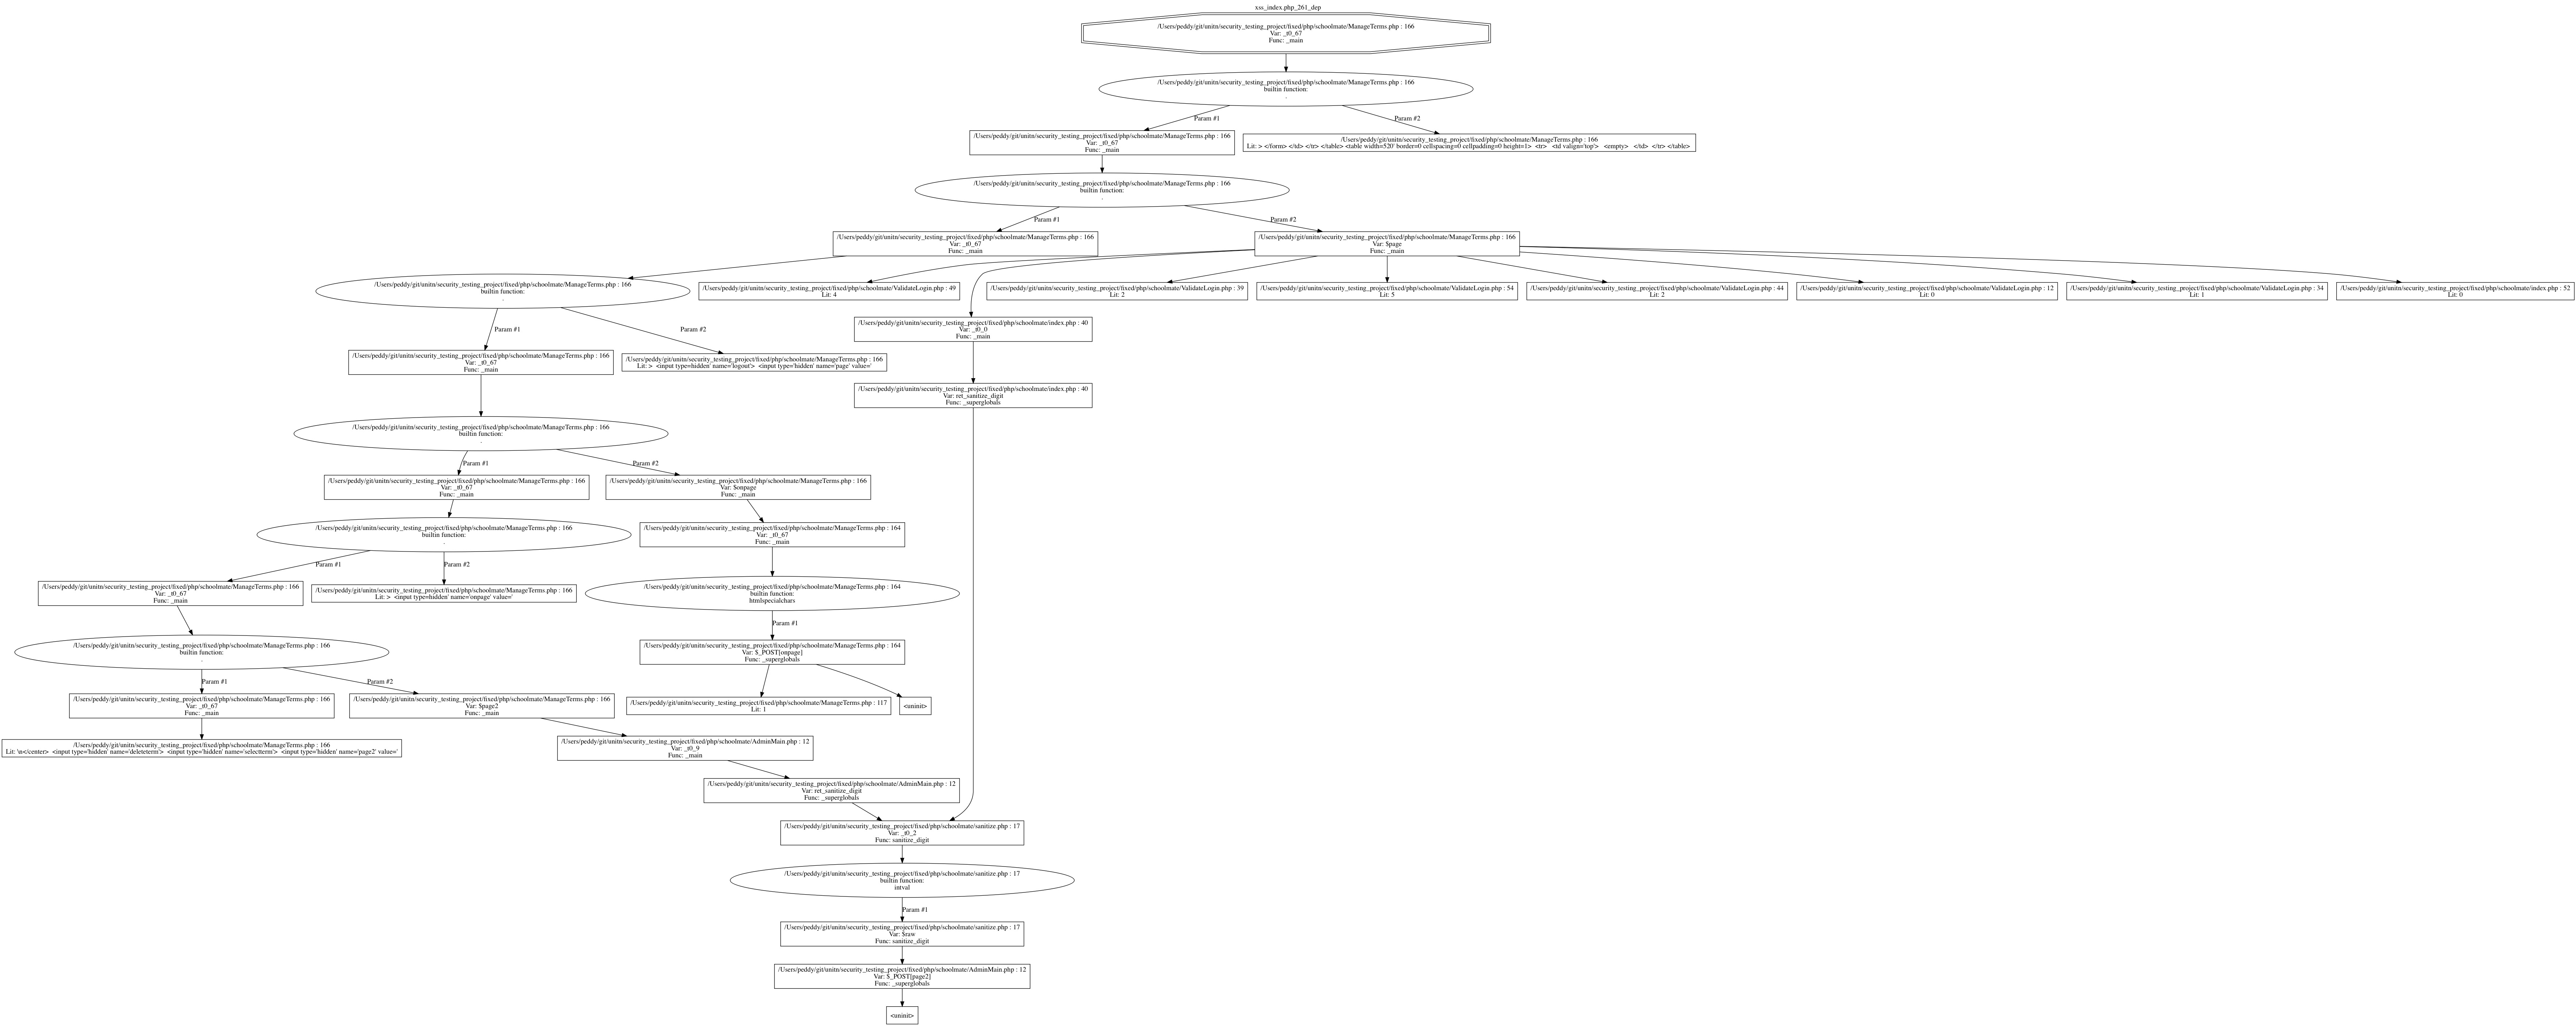 xss_index.php_261_dep
/Users/peddy/git/unitn/security_testing_project/fixed/php/schoolmate/ManageTerms.php : 166
Var: _t0_67
Func: _main
/Users/peddy/git/unitn/security_testing_project/fixed/php/schoolmate/ManageTerms.php : 166
builtin function:
.
Param #1
Param #2
/Users/peddy/git/unitn/security_testing_project/fixed/php/schoolmate/ManageTerms.php : 166
Var: _t0_67
Func: _main
/Users/peddy/git/unitn/security_testing_project/fixed/php/schoolmate/ManageTerms.php : 166
Lit: > </form> </td> </tr> </table> <table width=520' border=0 cellspacing=0 cellpadding=0 height=1> <tr> <td valign='top'> <empty> </td> </tr> </table>
/Users/peddy/git/unitn/security_testing_project/fixed/php/schoolmate/ManageTerms.php : 166
builtin function:
.
Param #1
Param #2
/Users/peddy/git/unitn/security_testing_project/fixed/php/schoolmate/ManageTerms.php : 166
Var: _t0_67
Func: _main
/Users/peddy/git/unitn/security_testing_project/fixed/php/schoolmate/ManageTerms.php : 166
Var: $page
Func: _main
/Users/peddy/git/unitn/security_testing_project/fixed/php/schoolmate/ManageTerms.php : 166
builtin function:
.
/Users/peddy/git/unitn/security_testing_project/fixed/php/schoolmate/ValidateLogin.php : 49
Lit: 4
/Users/peddy/git/unitn/security_testing_project/fixed/php/schoolmate/ValidateLogin.php : 39
Lit: 2
/Users/peddy/git/unitn/security_testing_project/fixed/php/schoolmate/ValidateLogin.php : 54
Lit: 5
/Users/peddy/git/unitn/security_testing_project/fixed/php/schoolmate/ValidateLogin.php : 44
Lit: 2
/Users/peddy/git/unitn/security_testing_project/fixed/php/schoolmate/ValidateLogin.php : 12
Lit: 0
/Users/peddy/git/unitn/security_testing_project/fixed/php/schoolmate/ValidateLogin.php : 34
Lit: 1
/Users/peddy/git/unitn/security_testing_project/fixed/php/schoolmate/index.php : 52
Lit: 0
Param #1
Param #2
/Users/peddy/git/unitn/security_testing_project/fixed/php/schoolmate/index.php : 40
Var: _t0_0
Func: _main
/Users/peddy/git/unitn/security_testing_project/fixed/php/schoolmate/ManageTerms.php : 166
Var: _t0_67
Func: _main
/Users/peddy/git/unitn/security_testing_project/fixed/php/schoolmate/ManageTerms.php : 166
Lit: > <input type=hidden' name='logout'> <input type='hidden' name='page' value='
/Users/peddy/git/unitn/security_testing_project/fixed/php/schoolmate/index.php : 40
Var: ret_sanitize_digit
Func: _superglobals
/Users/peddy/git/unitn/security_testing_project/fixed/php/schoolmate/ManageTerms.php : 166
builtin function:
.
Param #1
Param #2
/Users/peddy/git/unitn/security_testing_project/fixed/php/schoolmate/ManageTerms.php : 166
Var: _t0_67
Func: _main
/Users/peddy/git/unitn/security_testing_project/fixed/php/schoolmate/ManageTerms.php : 166
Var: $onpage
Func: _main
/Users/peddy/git/unitn/security_testing_project/fixed/php/schoolmate/ManageTerms.php : 166
builtin function:
.
/Users/peddy/git/unitn/security_testing_project/fixed/php/schoolmate/ManageTerms.php : 164
Var: _t0_67
Func: _main
Param #1
Param #2
/Users/peddy/git/unitn/security_testing_project/fixed/php/schoolmate/ManageTerms.php : 166
Var: _t0_67
Func: _main
/Users/peddy/git/unitn/security_testing_project/fixed/php/schoolmate/ManageTerms.php : 166
Lit: > <input type=hidden' name='onpage' value='
/Users/peddy/git/unitn/security_testing_project/fixed/php/schoolmate/ManageTerms.php : 164
builtin function:
htmlspecialchars
Param #1
/Users/peddy/git/unitn/security_testing_project/fixed/php/schoolmate/ManageTerms.php : 166
builtin function:
.
/Users/peddy/git/unitn/security_testing_project/fixed/php/schoolmate/ManageTerms.php : 164
Var: $_POST[onpage]
Func: _superglobals
Param #1
Param #2
/Users/peddy/git/unitn/security_testing_project/fixed/php/schoolmate/ManageTerms.php : 166
Var: _t0_67
Func: _main
/Users/peddy/git/unitn/security_testing_project/fixed/php/schoolmate/ManageTerms.php : 166
Var: $page2
Func: _main
/Users/peddy/git/unitn/security_testing_project/fixed/php/schoolmate/ManageTerms.php : 117
Lit: 1
<uninit>
/Users/peddy/git/unitn/security_testing_project/fixed/php/schoolmate/ManageTerms.php : 166
Lit: \n</center> <input type='hidden' name='deleteterm'> <input type='hidden' name='selectterm'> <input type='hidden' name='page2' value='
/Users/peddy/git/unitn/security_testing_project/fixed/php/schoolmate/AdminMain.php : 12
Var: _t0_9
Func: _main
/Users/peddy/git/unitn/security_testing_project/fixed/php/schoolmate/AdminMain.php : 12
Var: ret_sanitize_digit
Func: _superglobals
/Users/peddy/git/unitn/security_testing_project/fixed/php/schoolmate/sanitize.php : 17
Var: _t0_2
Func: sanitize_digit
/Users/peddy/git/unitn/security_testing_project/fixed/php/schoolmate/sanitize.php : 17
builtin function:
intval
Param #1
/Users/peddy/git/unitn/security_testing_project/fixed/php/schoolmate/sanitize.php : 17
Var: $raw
Func: sanitize_digit
/Users/peddy/git/unitn/security_testing_project/fixed/php/schoolmate/AdminMain.php : 12
Var: $_POST[page2]
Func: _superglobals
<uninit>